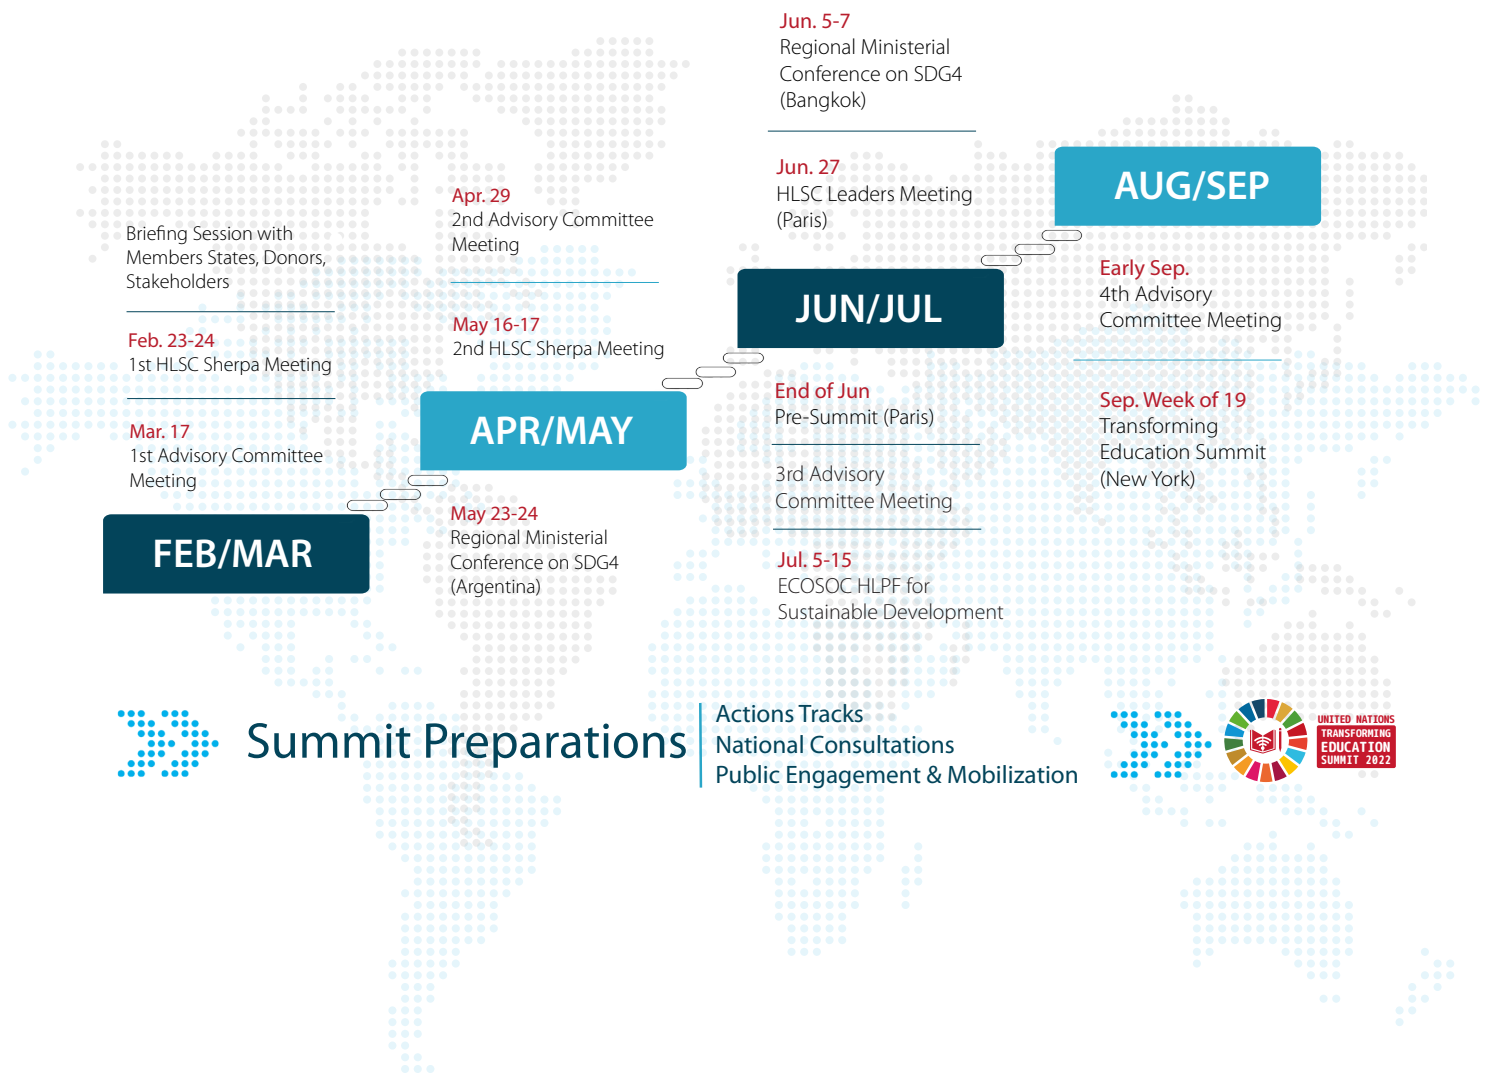 Briefing Session with
Members States, Donors,
Stakeholders
Feb. 23-24
1st HLSC Sherpa Meeting
Mar. 17
1st Advisory Committee
Meeting
FEB/MAR
Apr. 29
2nd Advisory Committee
Meeting
May 16-17
2nd HLSC Sherpa Meeting
APR/MAY
May 23-24
Regional Ministerial
Conference on SDG4
(Argentina)
Jun. 5-7
Regional Ministerial
Conference on SDG4
(Bangkok)
Jun. 27
HLSC Leaders Meeting
(Paris)
JUN/JUL
End of Jun
Pre-Summit (Paris)
3rd Advisory
Committee Meeting
Jul. 5-15
ECOSOC HLPF for
Sustainable Development
AUG/SEP
Early Sep.
4th Advisory
Committee Meeting
Sep. Week of 19
Transforming
Education Summit
(New York)
Summit Preparations
Actions Tracks
National Consultations
Public Engagement & Mobilization
UNITED NATIONS
TRANSFORMING
EDUCATION
SUMMIT 2022